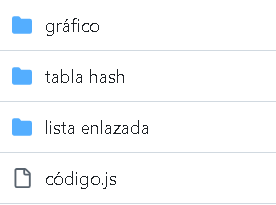 gráfico
tabla hash
lista enlazada
código.js